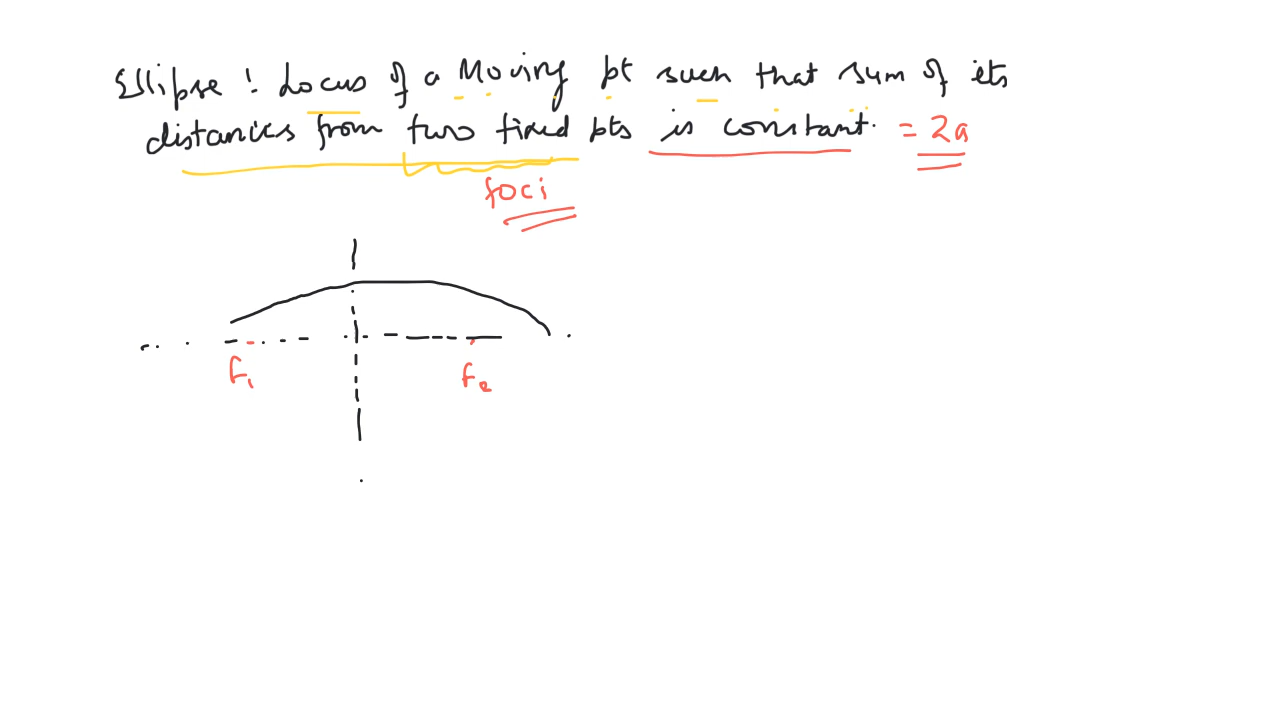 Ellipse : Locus of a Moving pt such that sum of its
distances from two fixed pts is constant. = 2a
foci
F₁
F₂